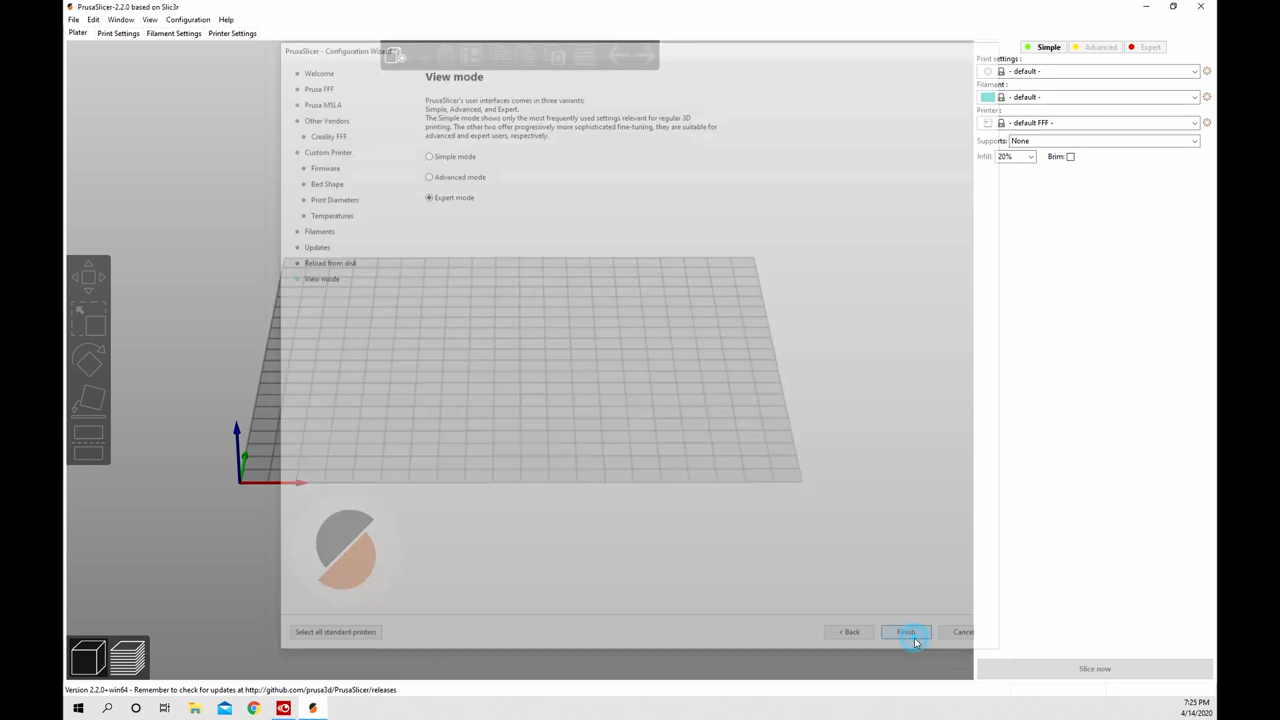 PrusaSlicer-2.2.0 based on Slic3r
File Edit Window View Configuration Help
Plater Print Settings Filament Settings Printer Settings
Simple Advanced Expert
PrusaSlicer - Configuration Wizard
Welcome
Prusa FFF
Prusa MSLA
Other Vendors
Creality FFF
Custom Printer
Firmware
Bed Shape
Print Diameters
Temperatures
Filaments
Updates
Reload from disk
View mode
View mode
PrusaSlicer's user interfaces comes in three variants:
Simple, Advanced, and Expert.
The Simple mode shows only the most frequently used settings relevant for regular 3D
printing. The other two offer progressively more sophisticated fine-tuning, they are suitable for
advanced and expert users, respectively.
Simple mode
Advanced mode
Expert mode
Select all standard printers
< Back Finish Cancel
Print settings :
- default -
Filament:
- default -
Printer:
- default FFF -
Supports: None
Infill: 20% Brim:
Slice now
Version 2.2.0+win64 - Remember to check for updates at http://github.com/prusa3d/PrusaSlicer/releases
7:25 PM
4/14/2020